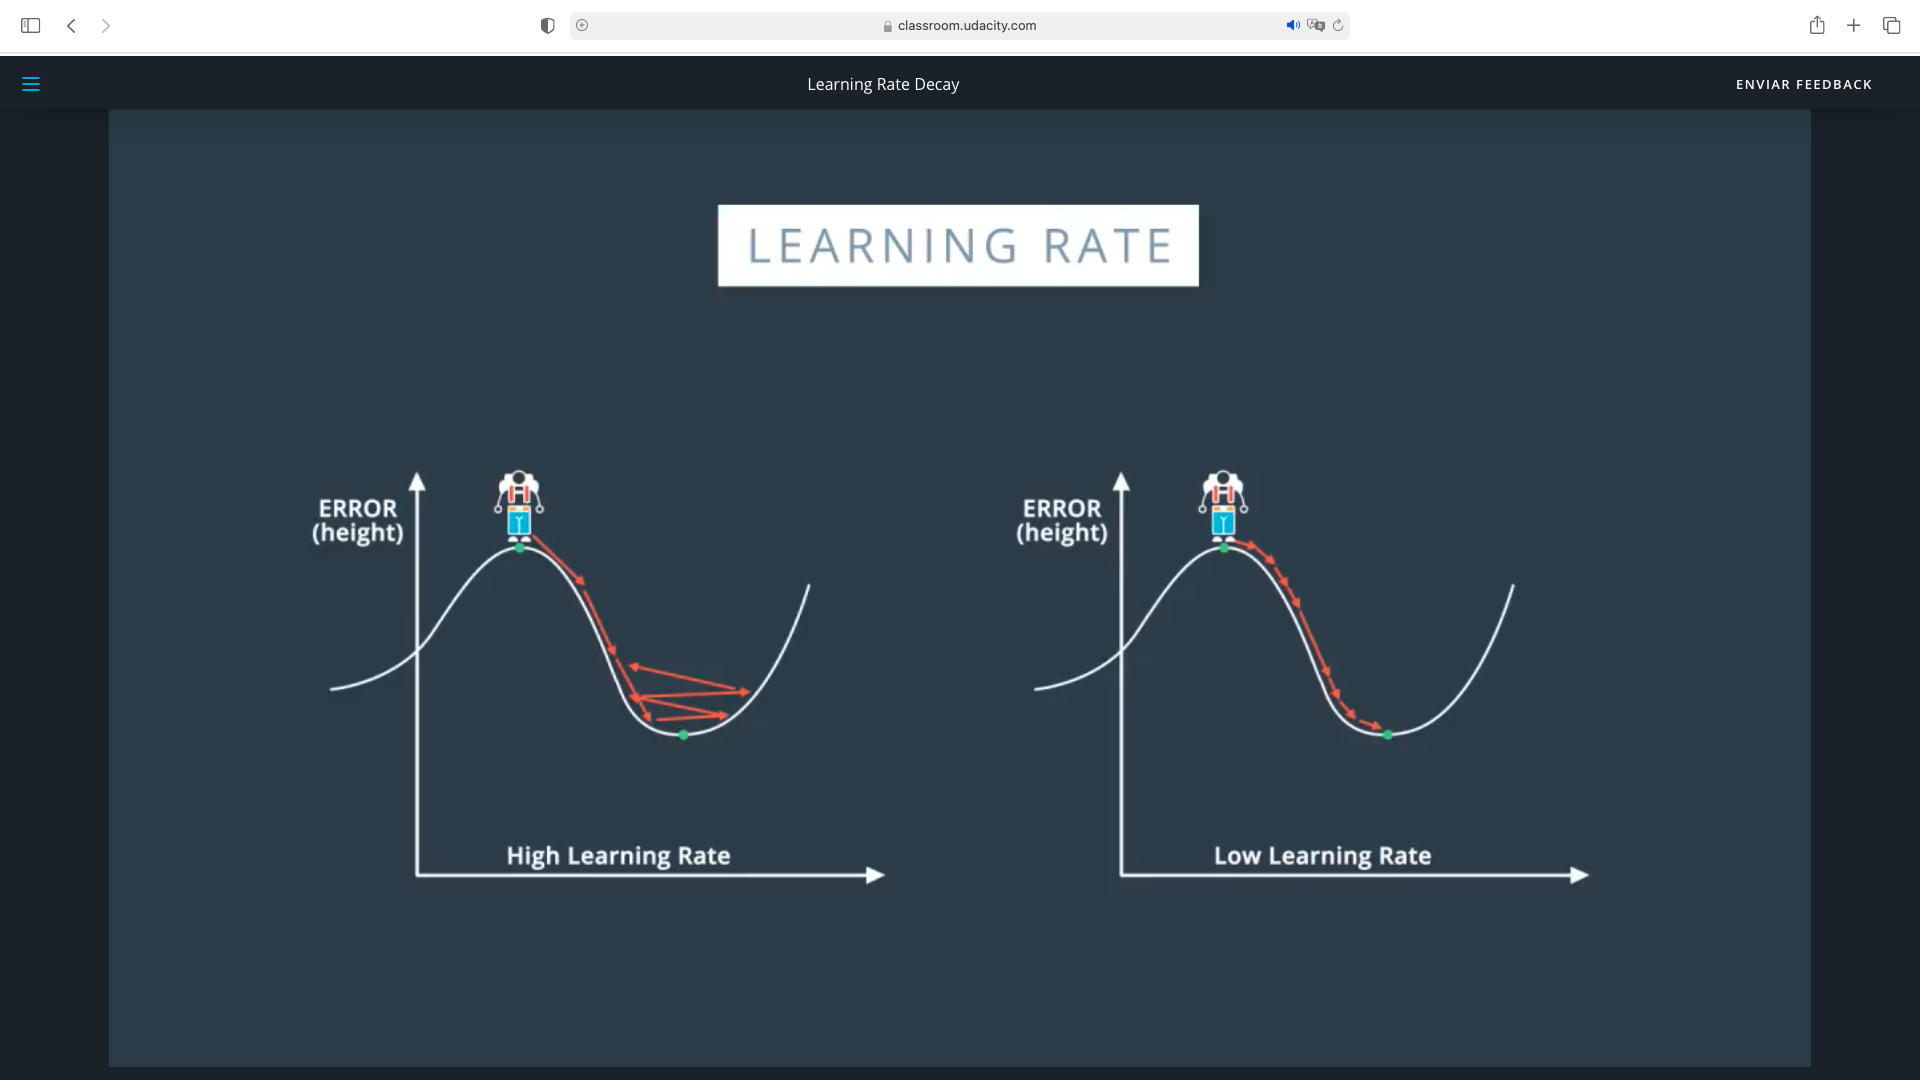 classroom.udacity.com
Learning Rate Decay
ENVIAR FEEDBACK
LEARNING RATE
ERROR
(height)
High Learning Rate
ERROR
(height)
Low Learning Rate